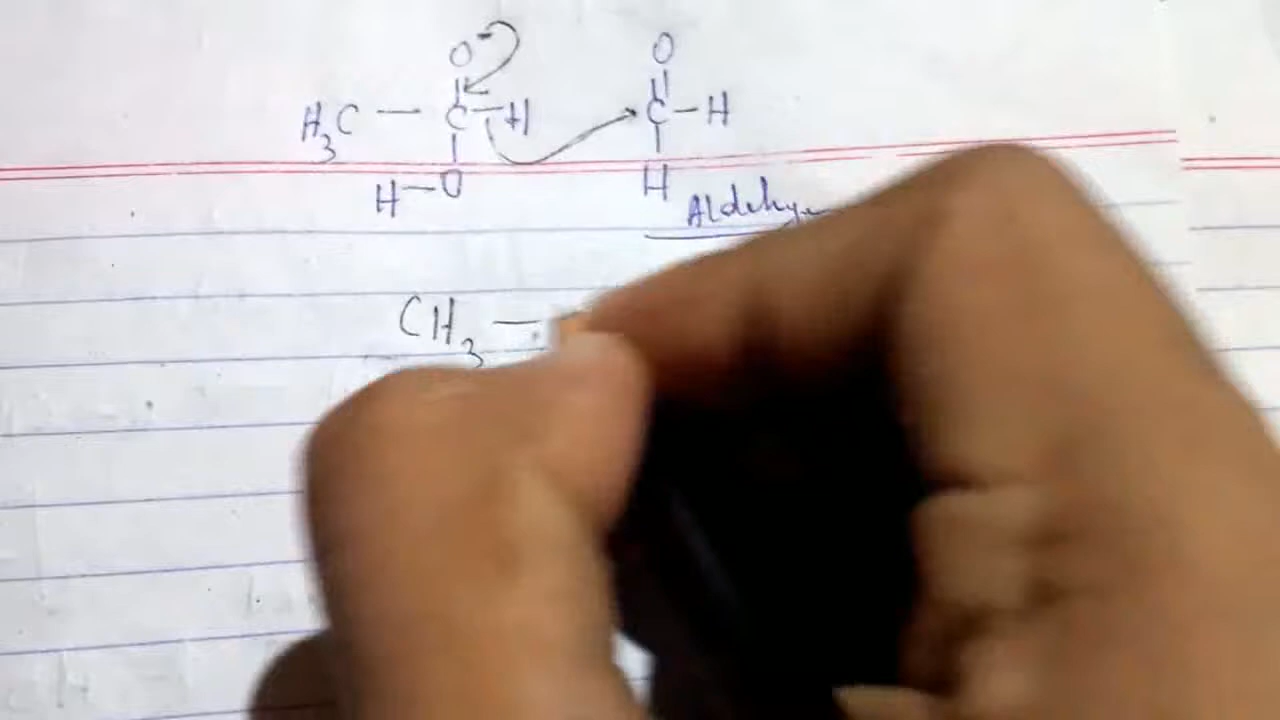 O O
H3C — C — H C — H
H — O H
Aldehy
CH3 —